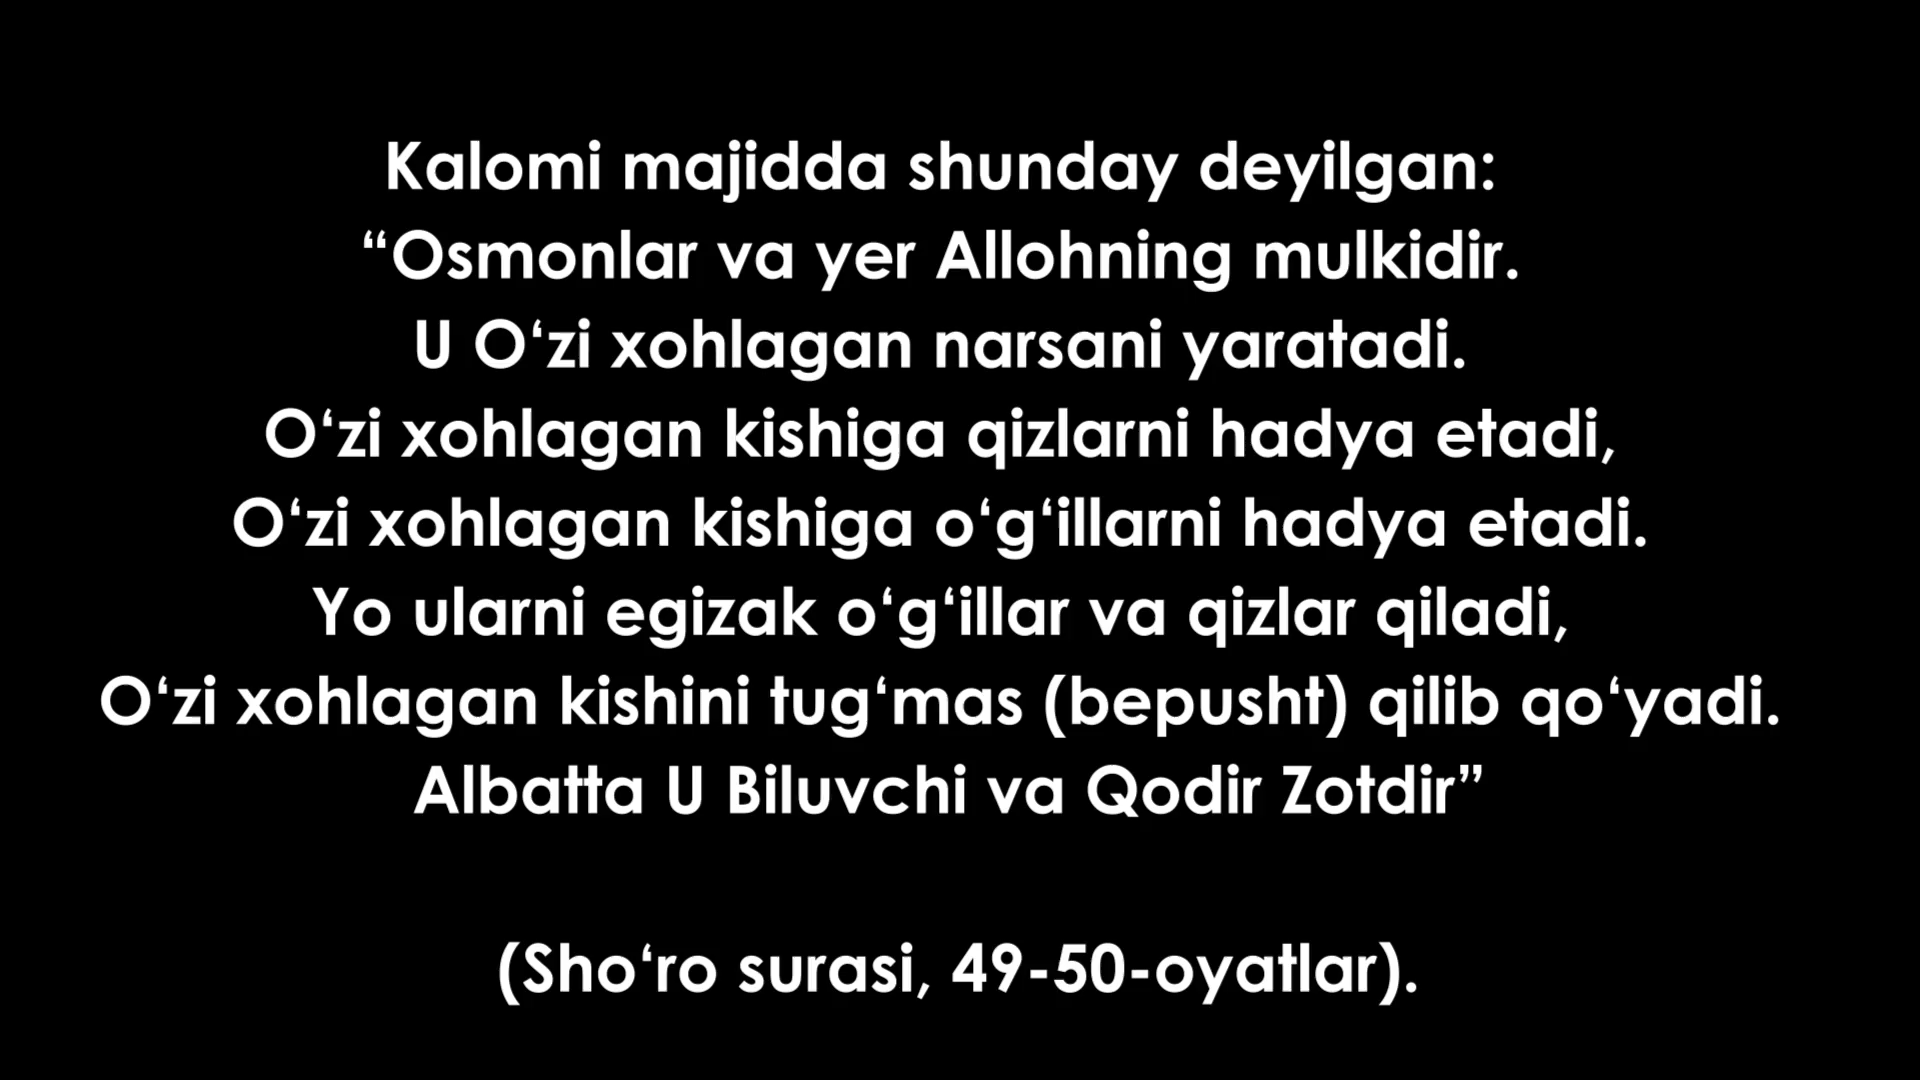 Kalomi majidda shunday deyilgan:
“Osmonlar va yer Allohning mulkidir.
U O‘zi xohlagan narsani yaratadi.
O‘zi xohlagan kishiga qizlarni hadya etadi,
O‘zi xohlagan kishiga o‘g‘illarni hadya etadi.
Yo ularni egizak o‘g‘illar va qizlar qiladi,
O‘zi xohlagan kishini tug‘mas (bepusht) qilib qo‘yadi.
Albatta U Biluvchi va Qodir Zotdir”
(Sho‘ro surasi, 49-50-oyatlar).